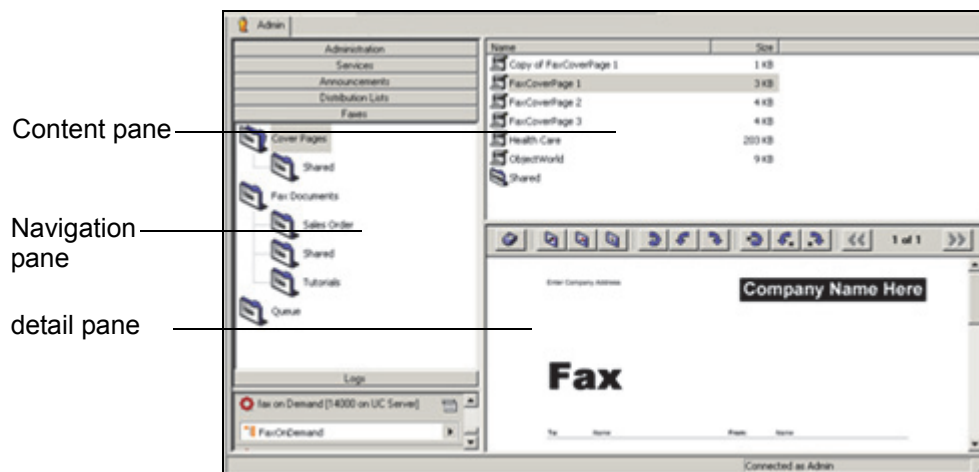 Content pane
Navigation
pane
detail pane
Admin
Administration
Services
Announcements
Distribution Lists
Faxes
Cover Pages
Shared
Fax Documents
Sales Order
Shared
Tutorials
Queue
Logs
fax on Demand [14000 on UC Server]
FaxOnDemand
Name Size
Copy of FaxCoverPage 1 1 KB
FaxCoverPage 1 3 KB
FaxCoverPage 2 4 KB
FaxCoverPage 3 4 KB
Health Care 203 KB
ObjectWorld 9 KB
Shared
1 of 1
Enter Company Address
Company Name Here
Fax
To: Name From: Name
Connected as Admin